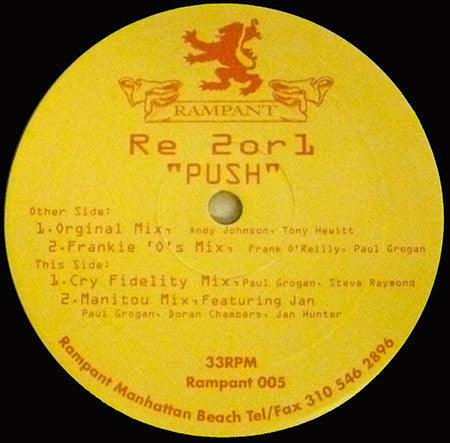 RAMPANT
Re 2or1
"PUSH"
Other Side:
1.Orginal Mix, Andy Johnson, Tony Hewitt
2.Frankie 'O's Mix, Frank O'Reilly, Paul Grogan
This Side:
1.Cry Fidelity Mix, Paul Grogan, Steve Raymond
2.Manitou Mix, Featuring Jan
Paul Grogan, Doran Chambers, Jan Hunter
33RPM
Rampant 005
Rampant Manhattan Beach Tel/Fax 310 546 2896